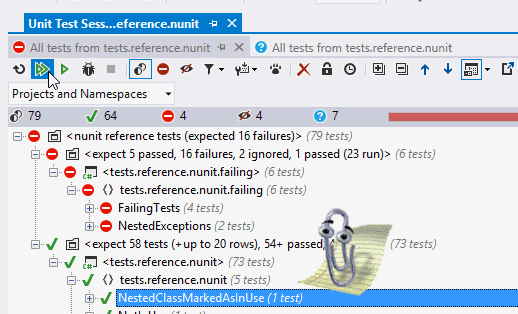 Unit Test Sess...eference.nunit
All tests from tests.reference.nunit
All tests from tests.reference.nunit
Projects and Namespaces
79 64 4 4 7
<nunit reference tests (expected 16 failures)> (79 tests)
<expect 5 passed, 16 failures, 2 ignored, 1 passed (23 run)> (6 tests)
<tests.reference.nunit.failing> (6 tests)
tests.reference.nunit.failing (6 tests)
FailingTests (4 tests)
NestedExceptions (2 tests)
<expect 58 tests (+up to 20 rows), 54+ passed, (73 tests)
<tests.reference.nunit> (73 tests)
tests.reference.nunit (5 tests)
NestedClassMarkedAsInUse (1 test)